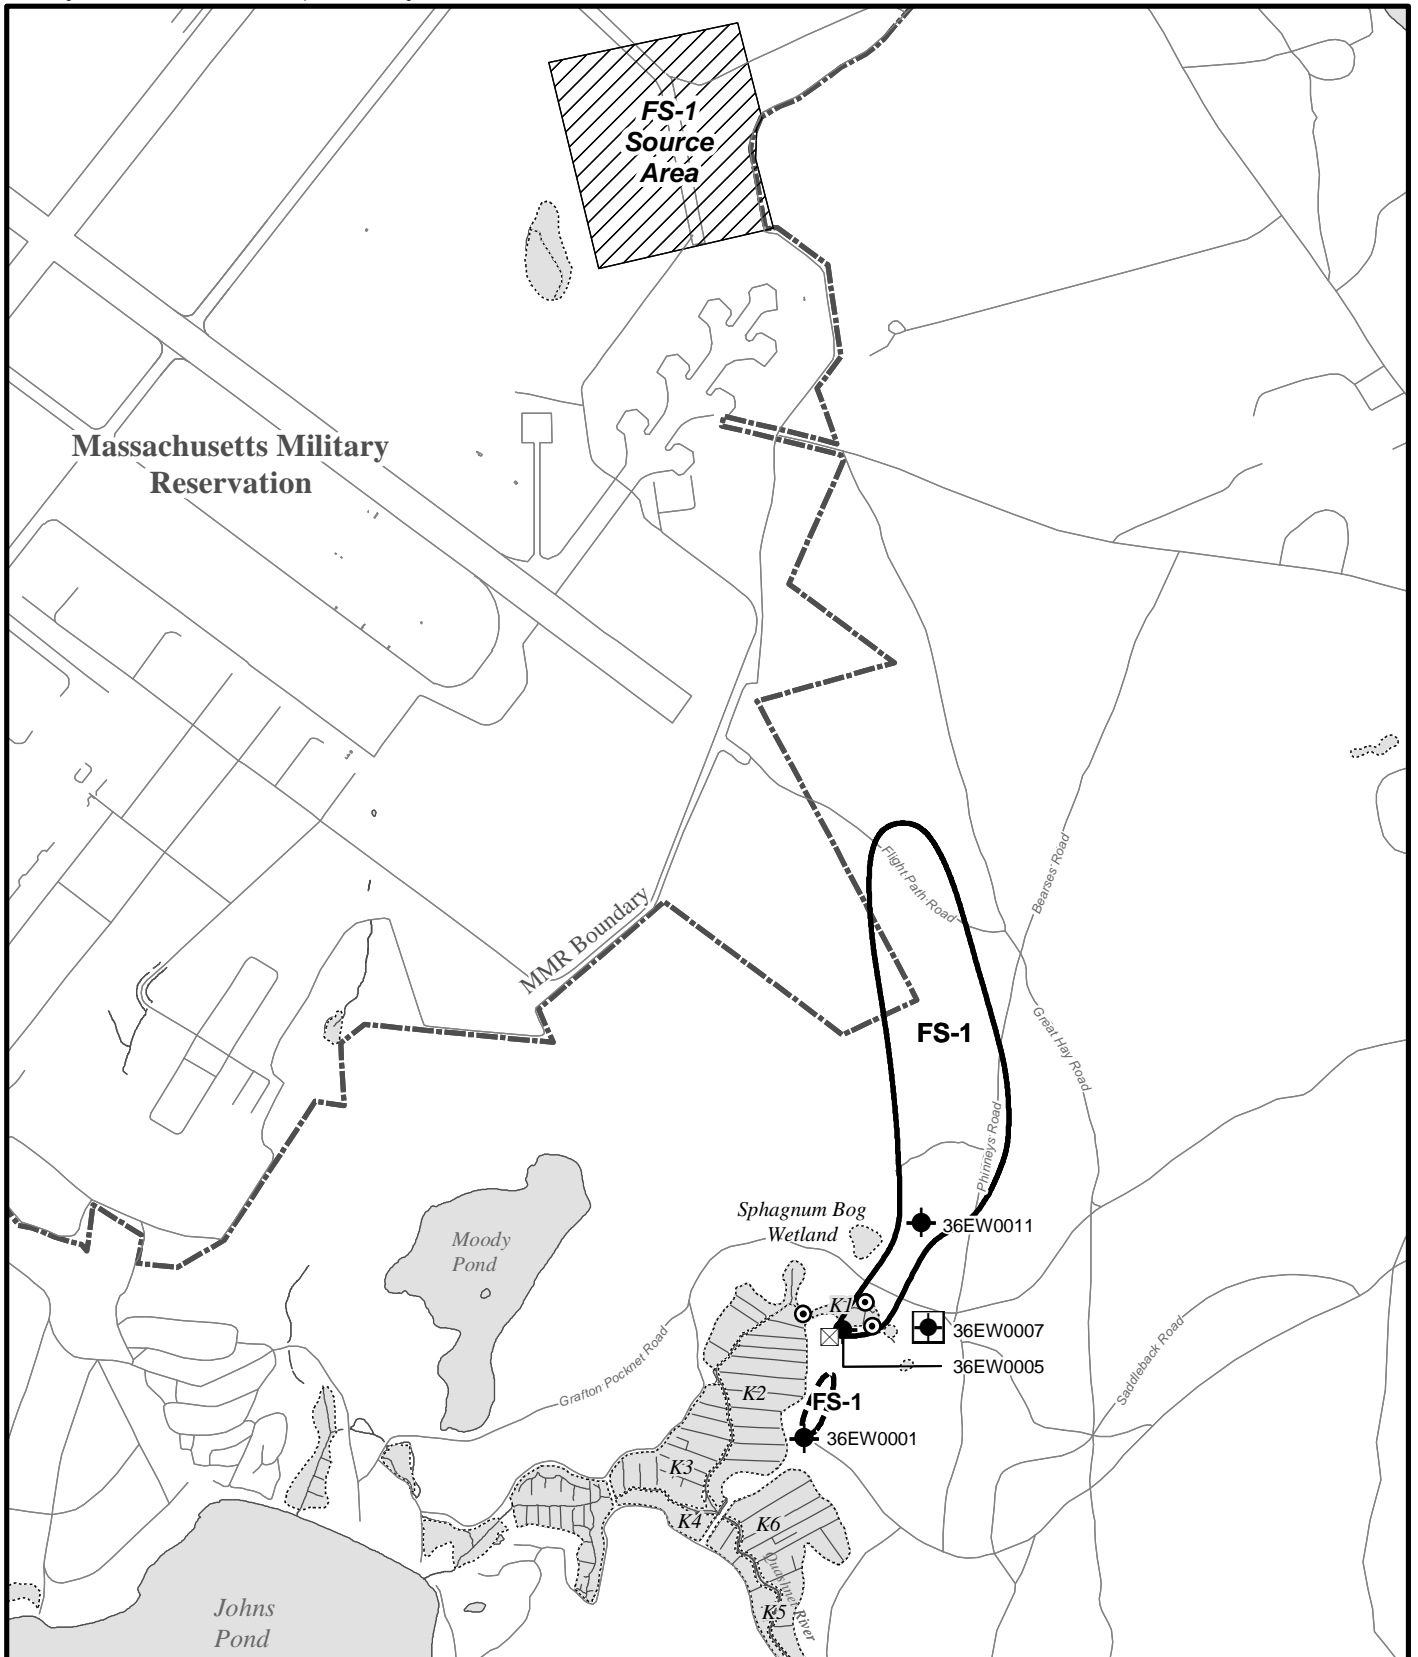 FS-1
Source
Area
Massachusetts Military
Reservation
Flight Path Road
Bearses Road
MMR Boundary
Great Hay Road
FS-1
Phinneys Road
Sphagnum Bog
Wetland
36EW0011
Moody
Pond
K1
36EW0007
36EW0005
Saddleback Road
Grafton Pocknet Road
K2
FS-1
36EW0001
K3
K4
K6
Quashnet River
K5
Johns
Pond